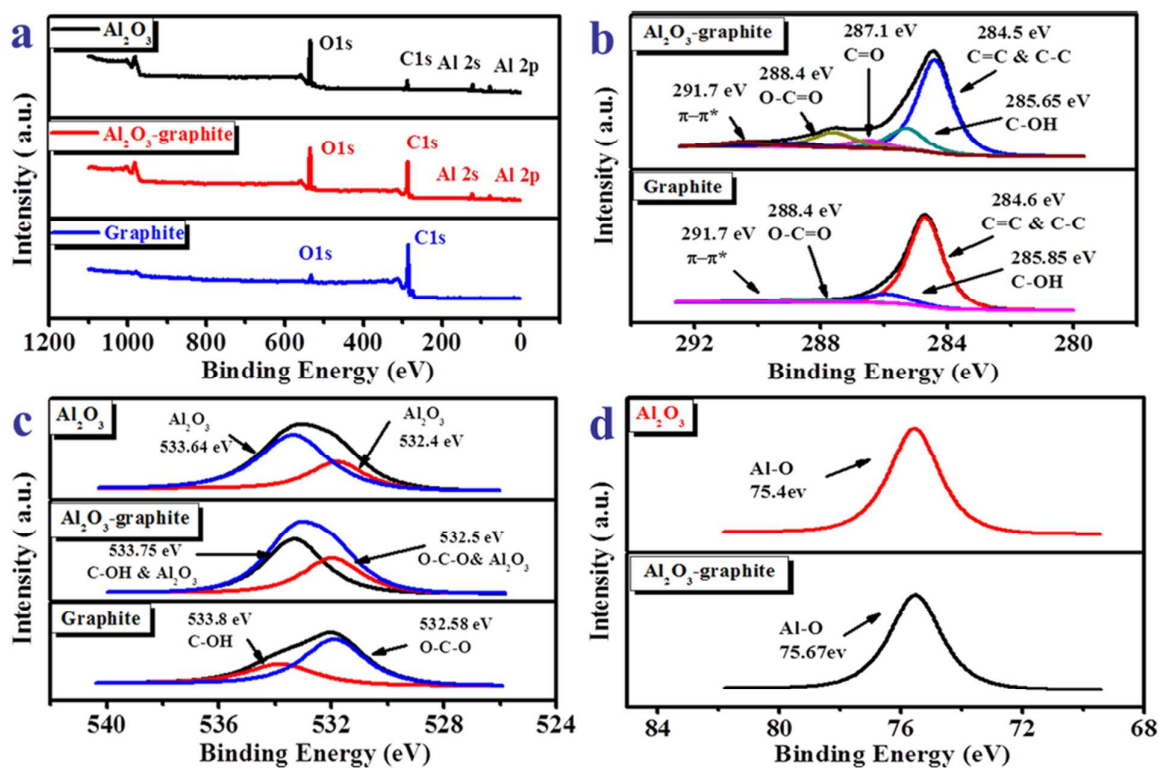 a
Al₂O₃
O1s
C1s
Al 2s
Al 2p
Al₂O₃-graphite
O1s
C1s
Al 2s
Al 2p
Graphite
O1s
C1s
1200 1000 800 600 400 200 0
Binding Energy (eV)
Intensity ( a.u.)
b
Al₂O₃-graphite
287.1 eV
C=O
284.5 eV
C=C & C-C
288.4 eV
O-C=O
291.7 eV
π–π*
285.65 eV
C-OH
Graphite
288.4 eV
O-C=O
284.6 eV
C=C & C-C
291.7 eV
π–π*
285.85 eV
C-OH
292 288 284 280
Binding Energy (eV)
Intensity (a.u.)
c
Al₂O₃
Al₂O₃
533.64 eV
Al₂O₃
532.4 eV
Al₂O₃-graphite
533.75 eV
C-OH & Al₂O₃
532.5 eV
O-C-O& Al₂O₃
Graphite
533.8 eV
C-OH
532.58 eV
O-C-O
540 536 532 528 524
Binding Energy (eV)
Intensity ( a.u.)
d
Al₂O₃
Al-O
75.4ev
Al₂O₃-graphite
Al-O
75.67ev
84 80 76 72 68
Binding Energy (eV)
Intensity (a.u.)